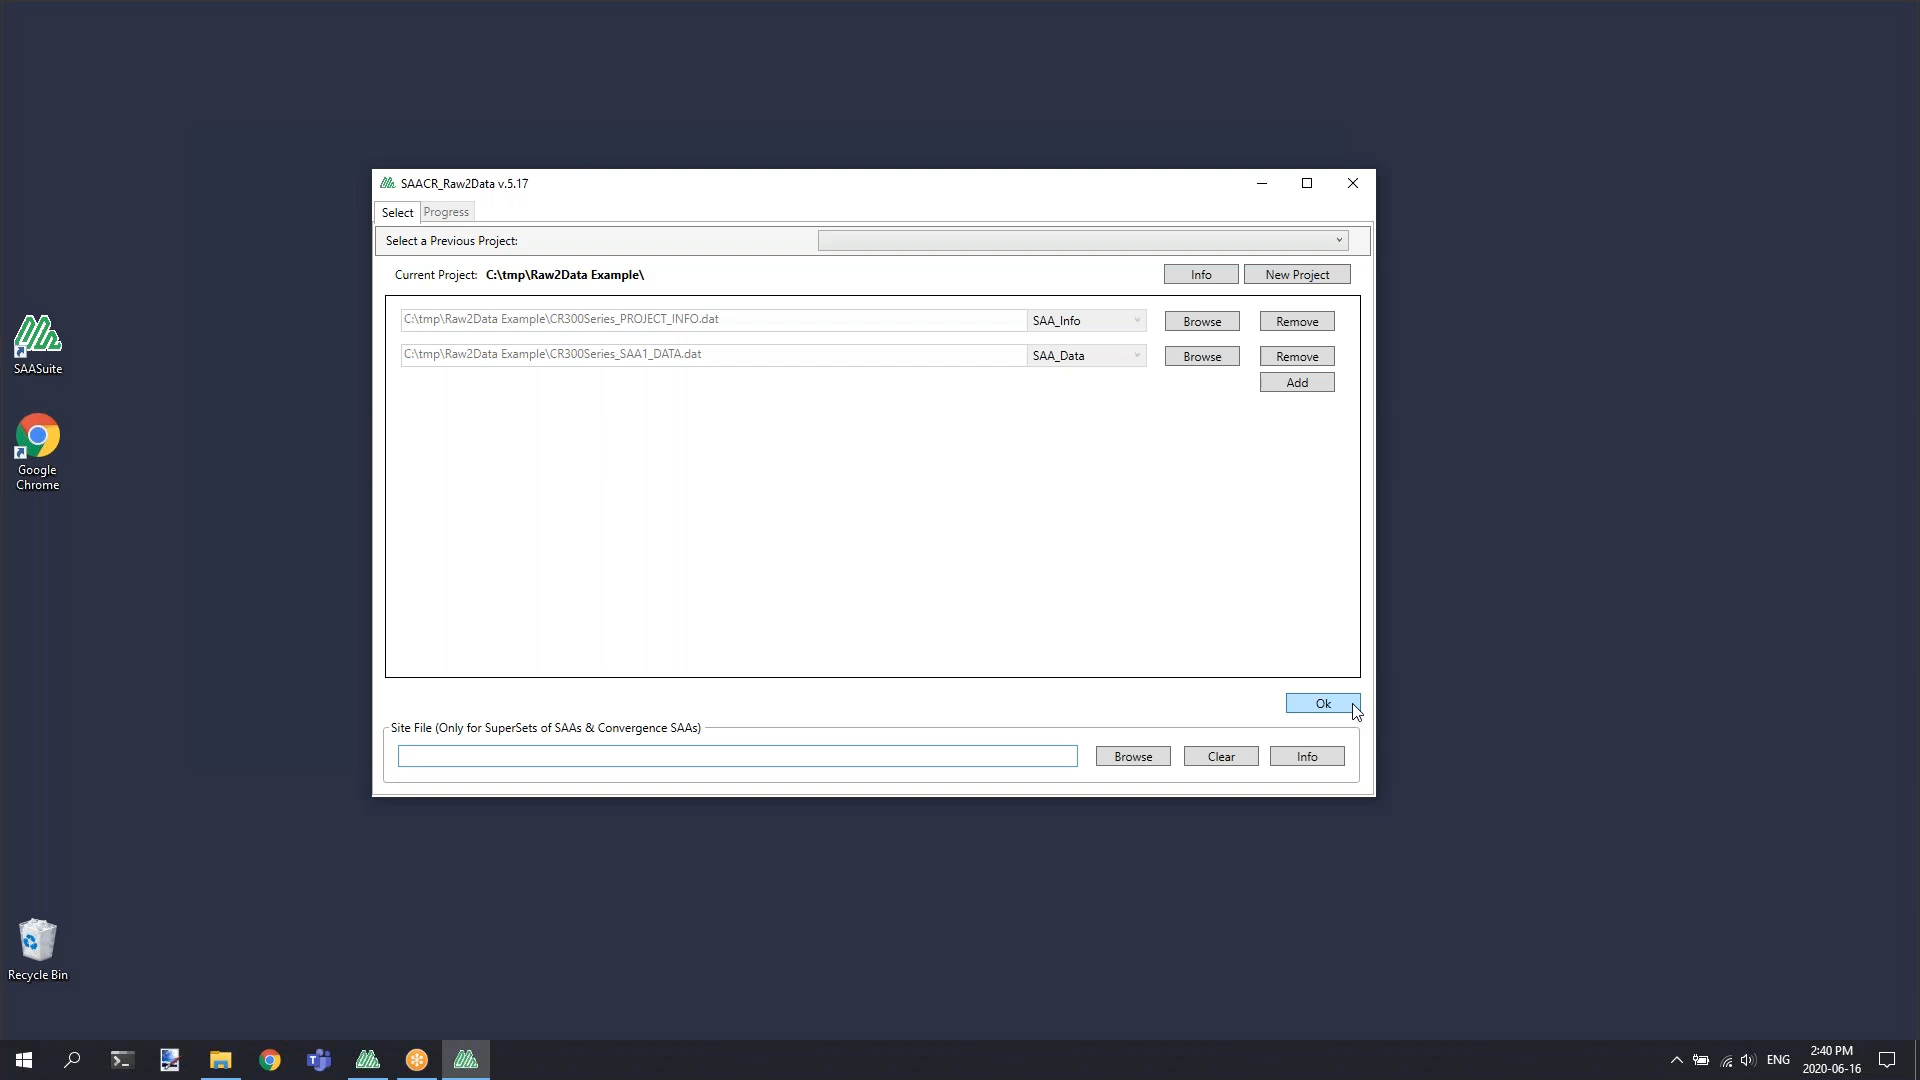 SAACR_Raw2Data v.5.17
Select Progress
Select a Previous Project:
Current Project: C:\tmp\Raw2Data Example\ Info New Project
C:\tmp\Raw2Data Example\CR300Series_PROJECT_INFO.dat SAA_Info Browse Remove
C:\tmp\Raw2Data Example\CR300Series_SAA1_DATA.dat SAA_Data Browse Remove
Add
Ok
Site File (Only for SuperSets of SAAs & Convergence SAAs)
Browse Clear Info
SAASuite
Google
Chrome
Recycle Bin
ENG
2:40 PM
2020-06-16